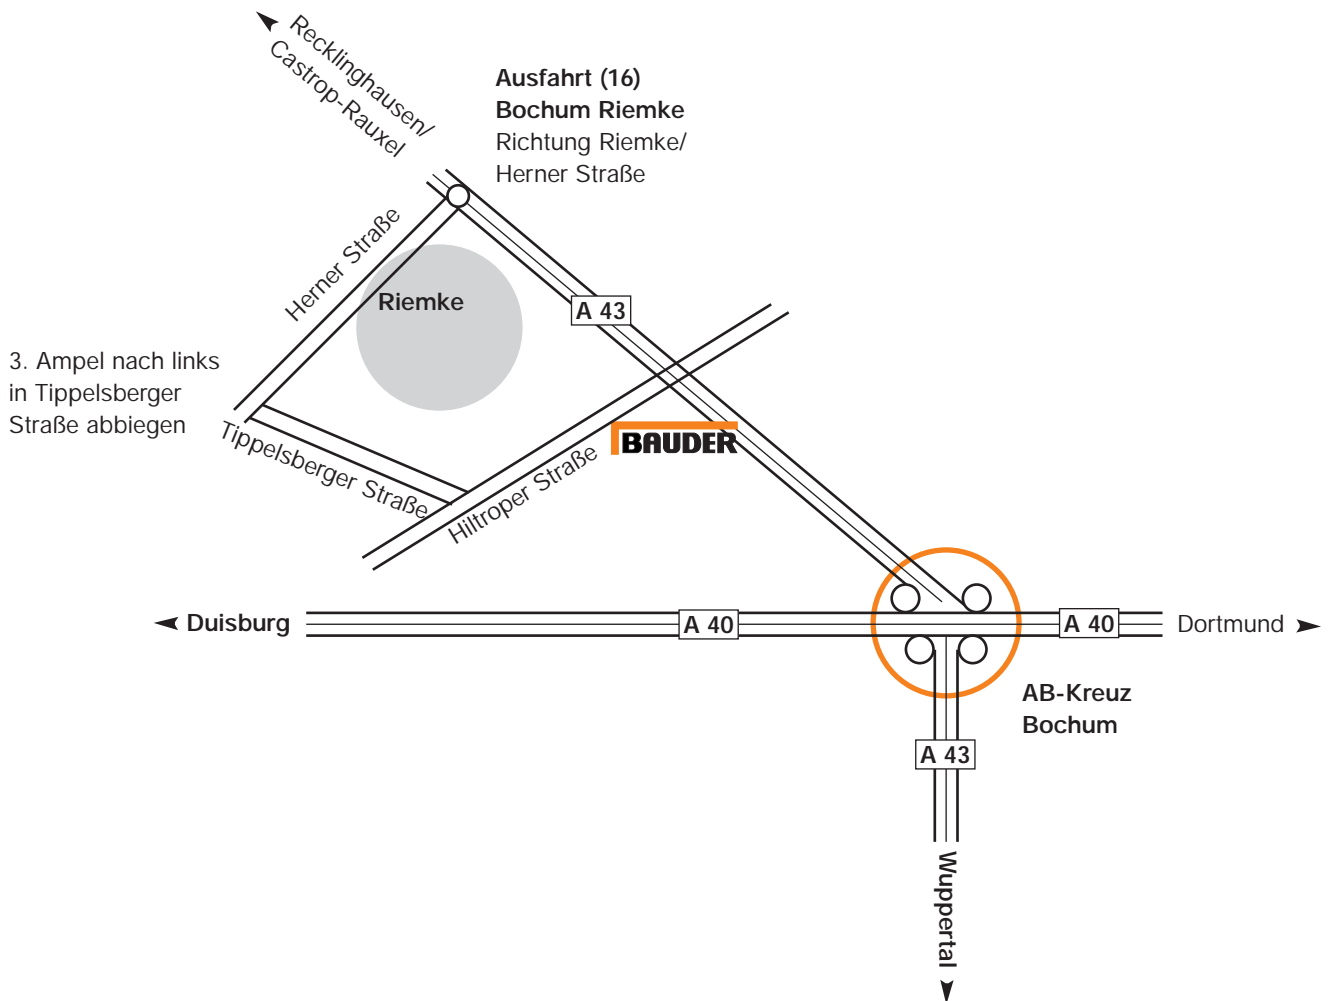 Recklinghausen/
Castrop-Rauxel
Ausfahrt (16)
Bochum Riemke
Richtung Riemke/
Herner Straße
Herner Straße
Riemke
A 43
3. Ampel nach links
in Tippelsberger
Straße abbiegen
Tippelsberger Straße
BAUDER
Hiltroper Straße
Duisburg
A 40
A 40
Dortmund
AB-Kreuz
Bochum
A 43
Wuppertal